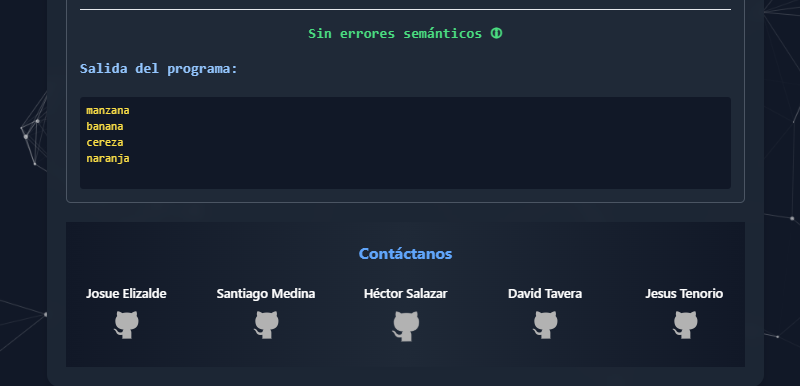 Sin errores semánticos
Salida del programa:
manzana
banana
cereza
naranja
Contáctanos
Josue Elizalde
Santiago Medina
Héctor Salazar
David Tavera
Jesus Tenorio